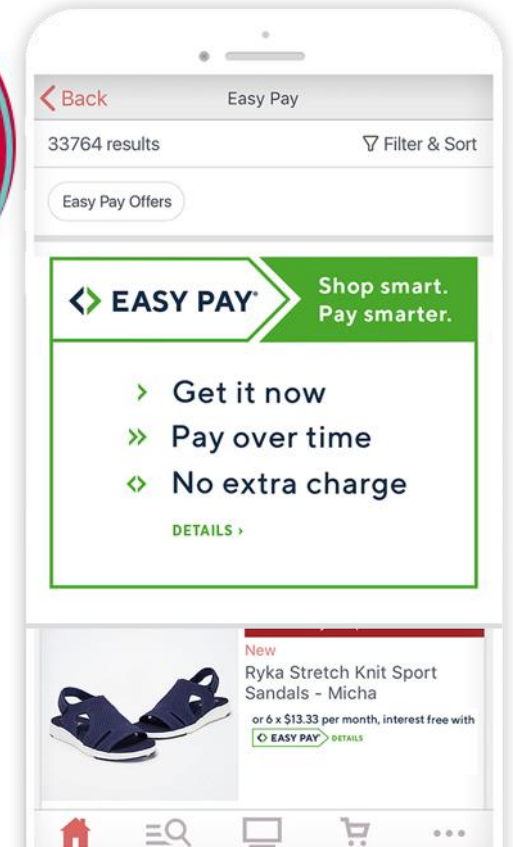 Back
Easy Pay
33764 results
Filter & Sort
Easy Pay Offers
EASY PAY®
Shop smart.
Pay smarter.
Get it now
Pay over time
No extra charge
DETAILS ›
New
Ryka Stretch Knit Sport
Sandals - Micha
or 6 x $13.33 per month, interest free with
EASY PAY DETAILS